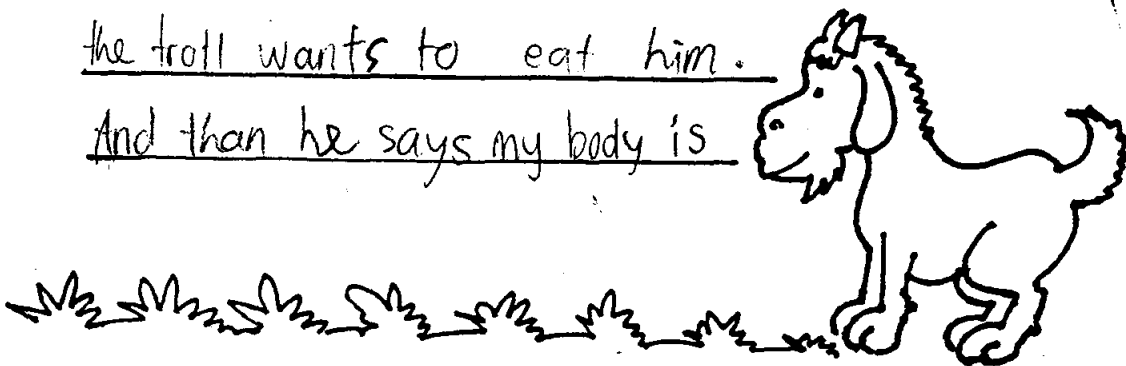 the troll wants to eat him.
And than he says my body is